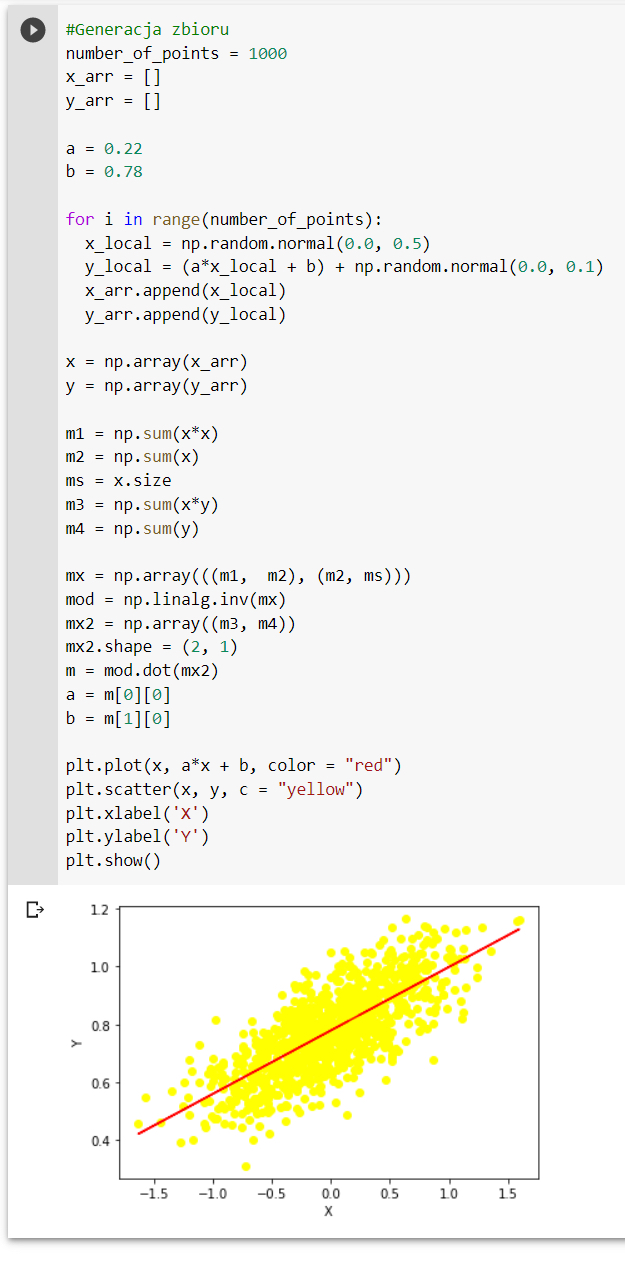 #Generacja zbioru
number_of_points = 1000
x_arr = []
y_arr = []
a = 0.22
b = 0.78
for i in range(number_of_points):
  x_local = np.random.normal(0.0, 0.5)
  y_local = (a*x_local + b) + np.random.normal(0.0, 0.1)
  x_arr.append(x_local)
  y_arr.append(y_local)
x = np.array(x_arr)
y = np.array(y_arr)
m1 = np.sum(x*x)
m2 = np.sum(x)
ms = x.size
m3 = np.sum(x*y)
m4 = np.sum(y)
mx = np.array(((m1,  m2), (m2, ms)))
mod = np.linalg.inv(mx)
mx2 = np.array((m3, m4))
mx2.shape = (2, 1)
m = mod.dot(mx2)
a = m[0][0]
b = m[1][0]
plt.plot(x, a*x + b, color = "red")
plt.scatter(x, y, c = "yellow")
plt.xlabel('X')
plt.ylabel('Y')
plt.show()
1.2
1.0
0.8
Y
0.6
0.4
−1.5 −1.0 −0.5 0.0 0.5 1.0 1.5
X